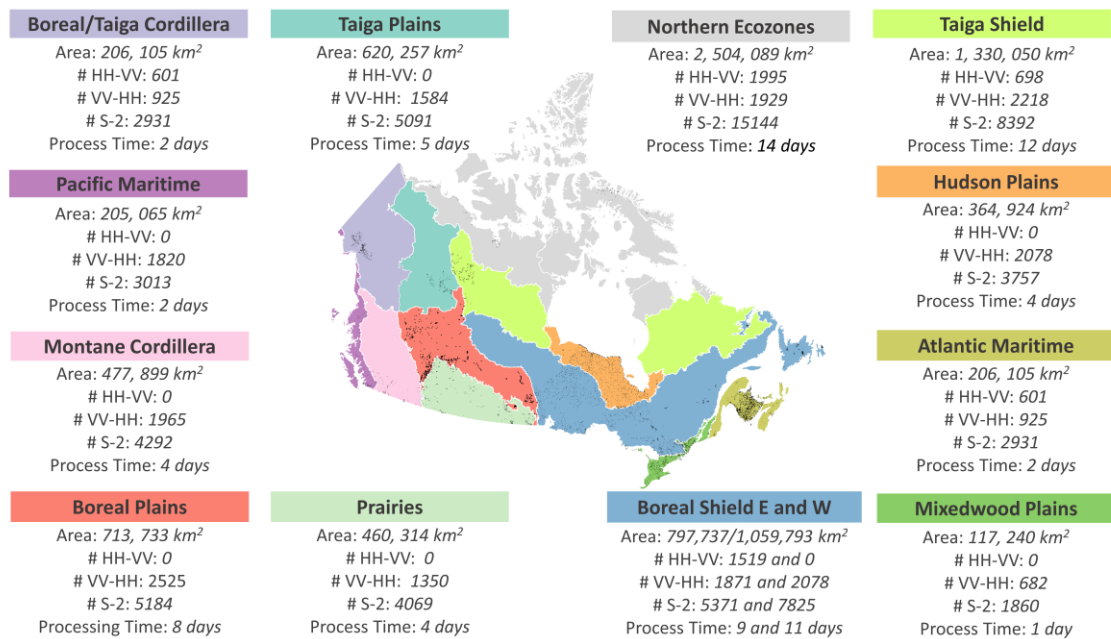 Boreal/Taiga Cordillera
Area: 206, 105 km²
# HH-VV: 601
# VV-HH: 925
# S-2: 2931
Process Time: 2 days
Taiga Plains
Area: 620, 257 km²
# HH-VV: 0
# VV-HH: 1584
# S-2: 5091
Process Time: 5 days
Northern Ecozones
Area: 2, 504, 089 km²
# HH-VV: 1995
# VV-HH: 1929
# S-2: 15144
Process Time: 14 days
Taiga Shield
Area: 1, 330, 050 km²
# HH-VV: 698
# VV-HH: 2218
# S-2: 8392
Process Time: 12 days
Pacific Maritime
Area: 205, 065 km²
# HH-VV: 0
# VV-HH: 1820
# S-2: 3013
Process Time: 2 days
Hudson Plains
Area: 364, 924 km²
# HH-VV: 0
# VV-HH: 2078
# S-2: 3757
Process Time: 4 days
Montane Cordillera
Area: 477, 899 km²
# HH-VV: 0
# VV-HH: 1965
# S-2: 4292
Process Time: 4 days
Atlantic Maritime
Area: 206, 105 km²
# HH-VV: 601
# VV-HH: 925
# S-2: 2931
Process Time: 2 days
Boreal Plains
Area: 713, 733 km²
# HH-VV: 0
# VV-HH: 2525
# S-2: 5184
Processing Time: 8 days
Prairies
Area: 460, 314 km²
# HH-VV: 0
# VV-HH: 1350
# S-2: 4069
Process Time: 4 days
Boreal Shield E and W
Area: 797,737/1,059,793 km²
# HH-VV: 1519 and 0
# VV-HH: 1871 and 2078
# S-2: 5371 and 7825
Process Time: 9 and 11 days
Mixedwood Plains
Area: 117, 240 km²
# HH-VV: 0
# VV-HH: 682
# S-2: 1860
Process Time: 1 day